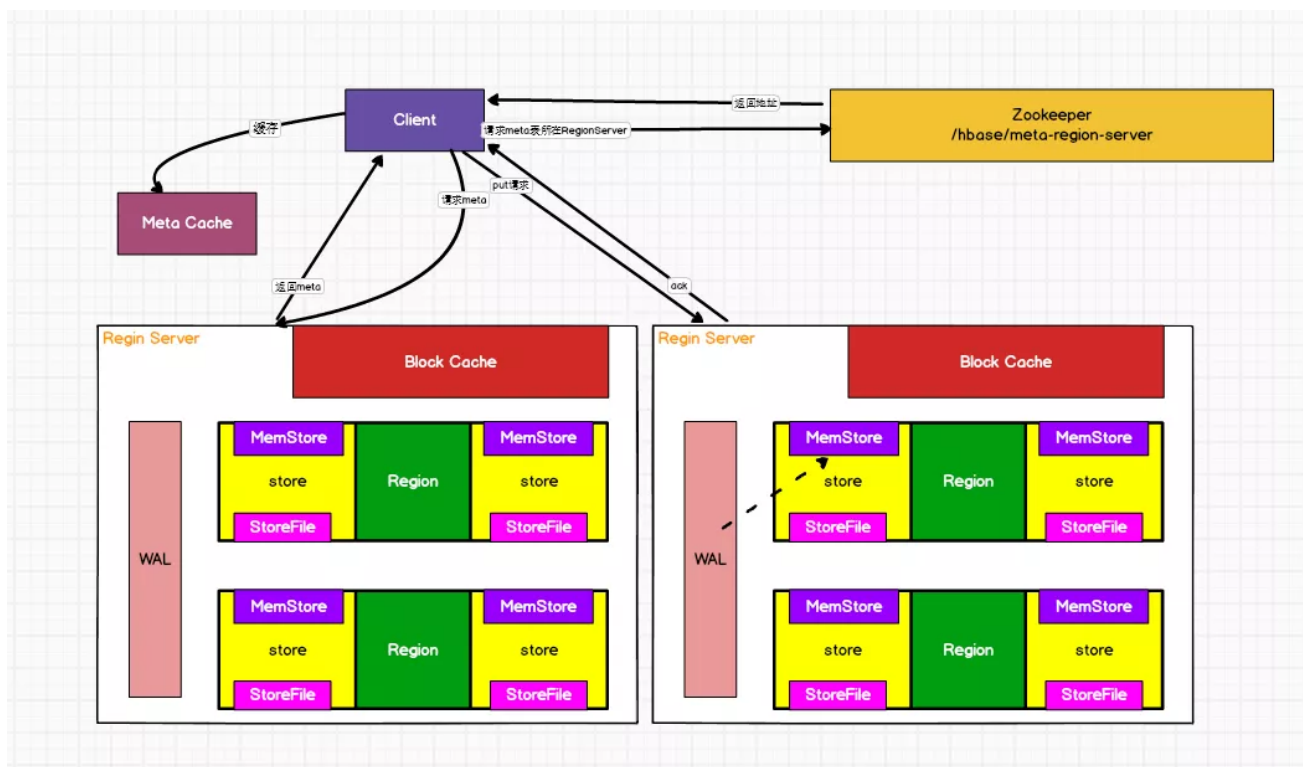 返回地址
Client
Zookeeper
/hbase/meta-region-server
缓存
请求meta表所在RegionServer
put请求
请求meta
Meta Cache
返回meta
ack
Regin Server
Block Cache
WAL
MemStore
store
StoreFile
Region
MemStore
store
StoreFile
MemStore
store
StoreFile
Region
MemStore
store
StoreFile
Regin Server
Block Cache
WAL
MemStore
store
StoreFile
Region
MemStore
store
StoreFile
MemStore
store
StoreFile
Region
MemStore
store
StoreFile